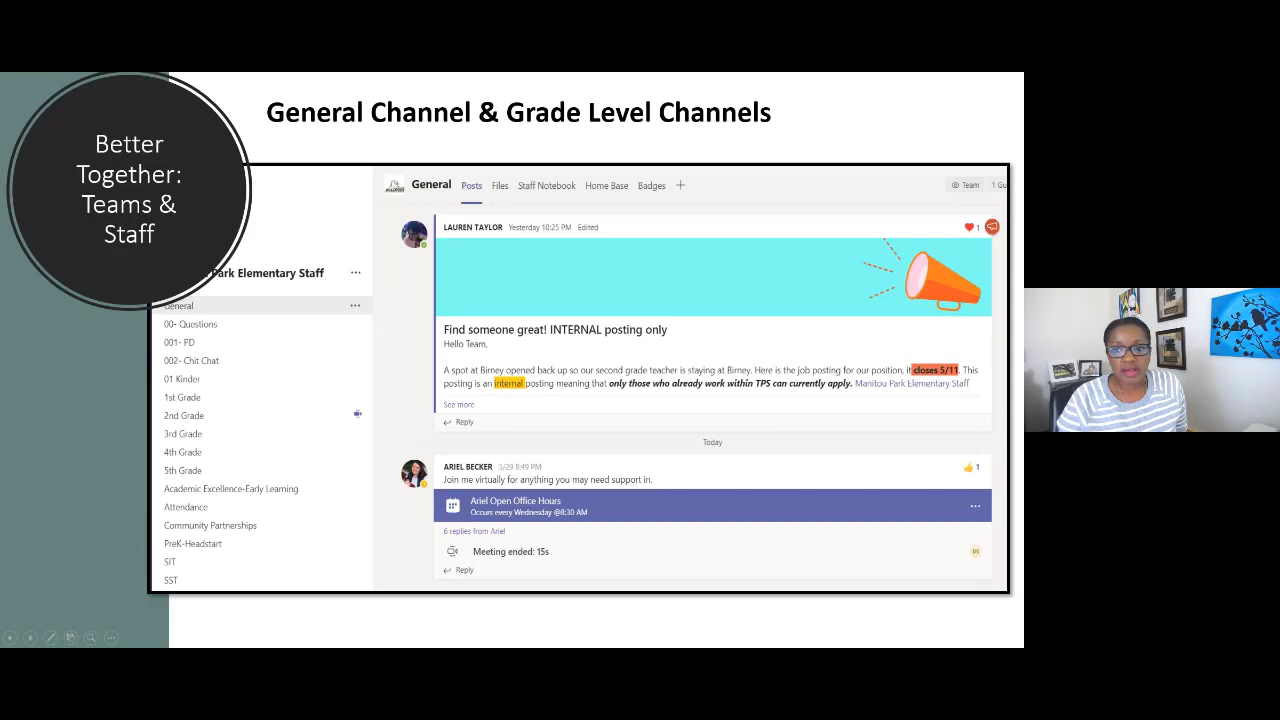 General Channel & Grade Level Channels
Better
Together:
Teams &
Staff
Park Elementary Staff
General
00- Questions
001- PD
002- Chit Chat
01 Kinder
1st Grade
2nd Grade
3rd Grade
4th Grade
5th Grade
Academic Excellence-Early Learning
Attendance
Community Partnerships
PreK-Headstart
SIT
SST
General Posts Files Staff Notebook Home Base Badges + Team 1 Gu
LAUREN TAYLOR Yesterday 10:25 PM Edited 1
Find someone great! INTERNAL posting only
Hello Team,
A spot at Birney opened back up so our second grade teacher is staying at Birney. Here is the job posting for our position, it closes 5/11. This
posting is an internal posting meaning that only those who already work within TPS can currently apply. Manitou Park Elementary Staff
See more
Reply
Today
ARIEL BECKER 3/29 8:49 PM 1
Join me virtually for anything you may need support in.
Ariel Open Office Hours
Occurs every Wednesday @8:30 AM
6 replies from Ariel
Meeting ended: 15s DS
Reply